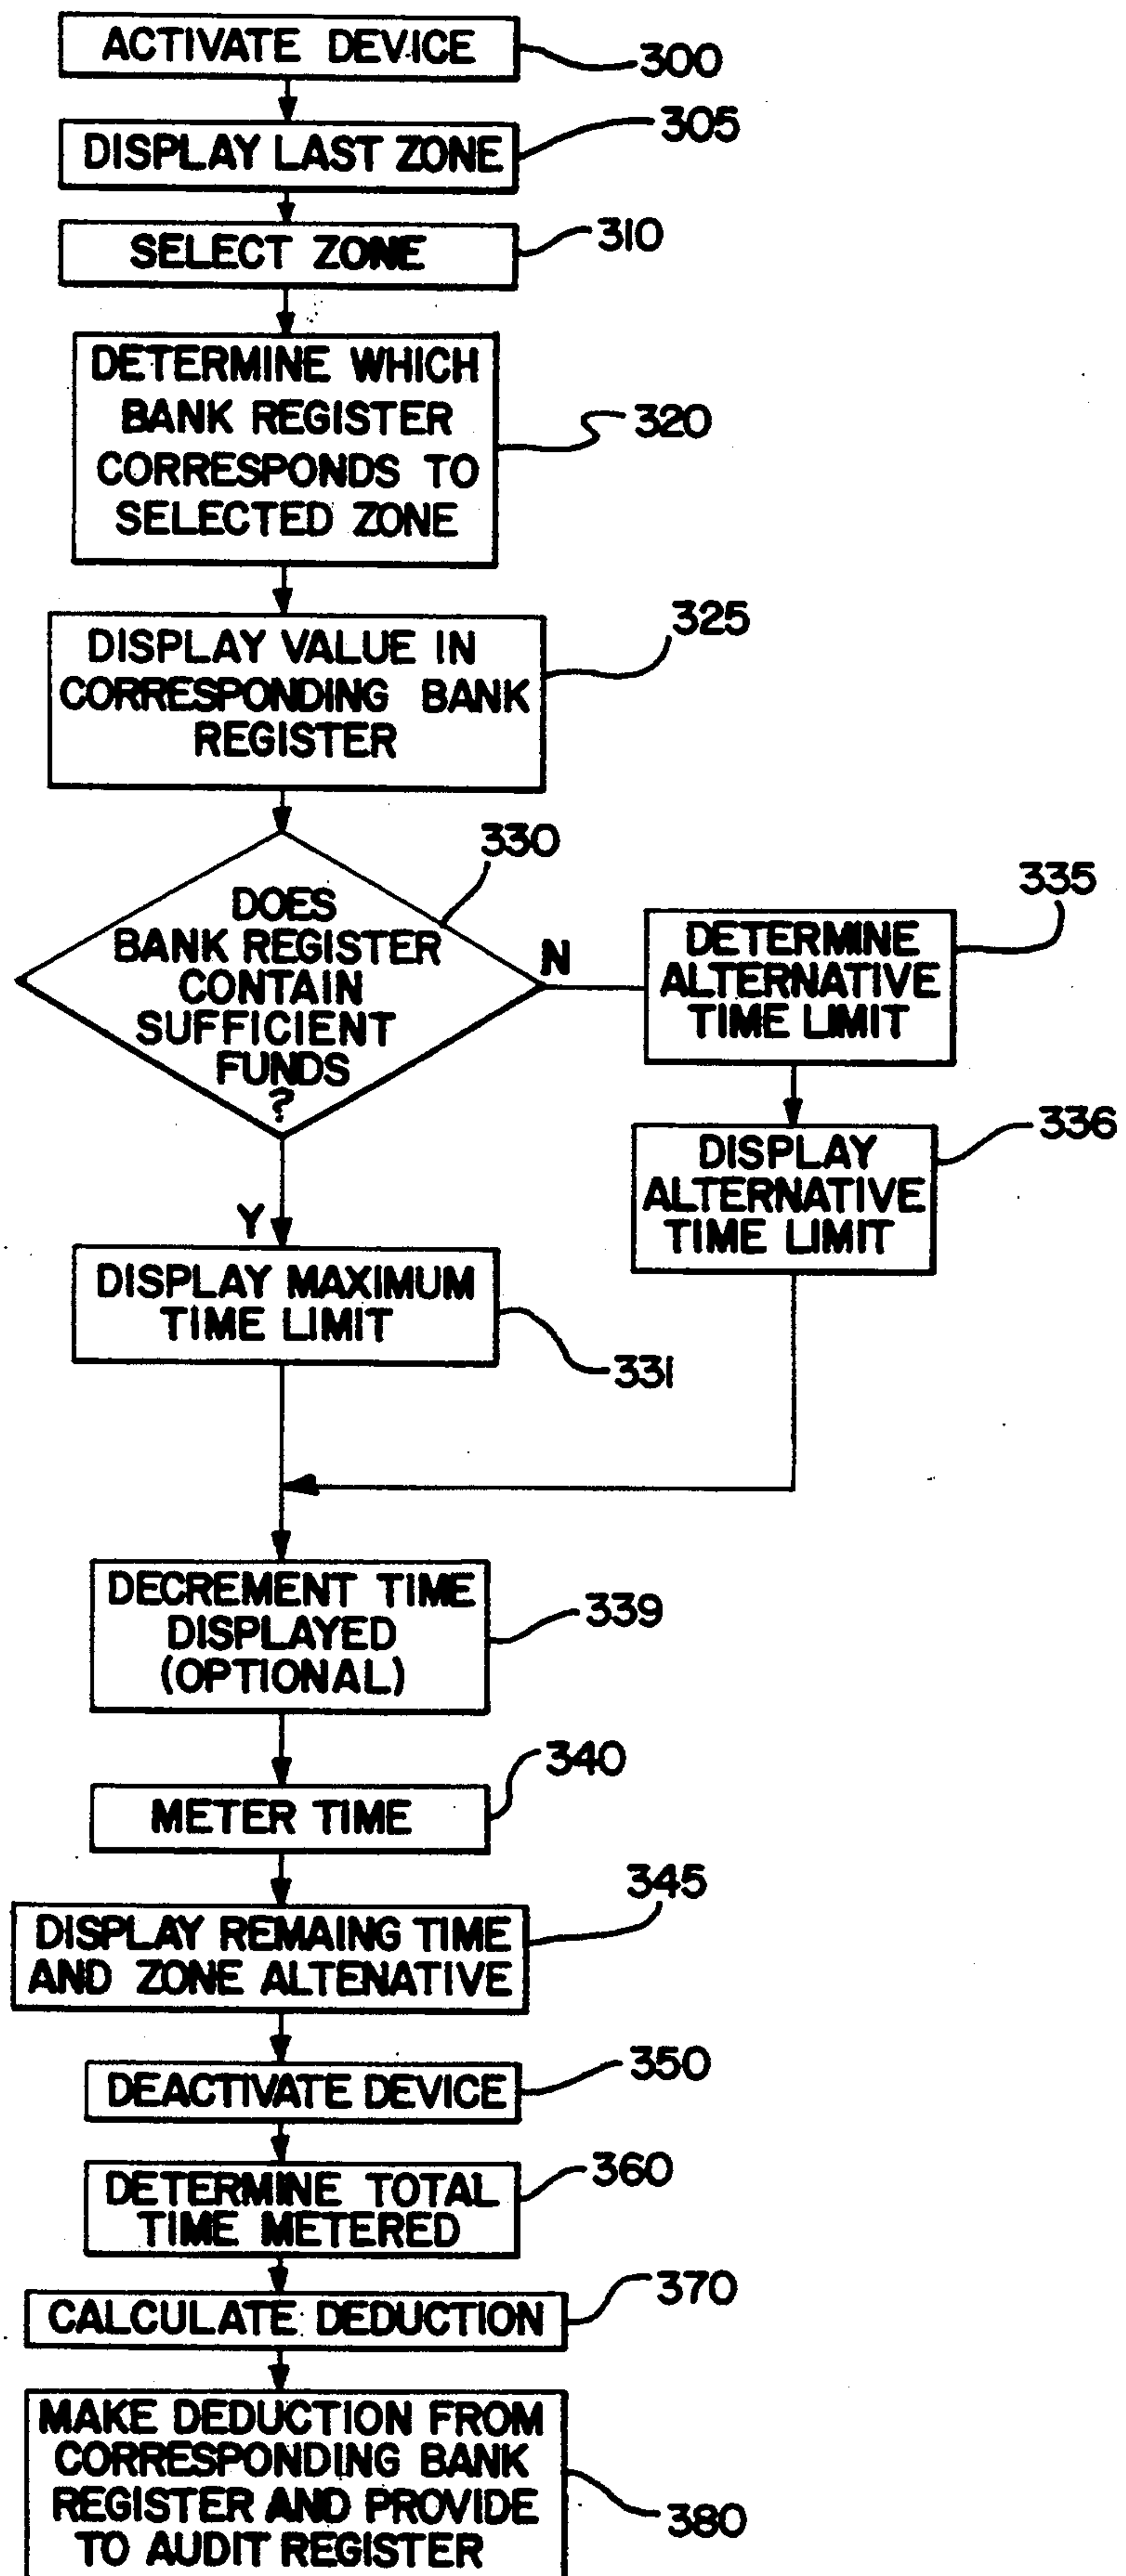 ACTIVATE DEVICE
300
DISPLAY LAST ZONE
305
SELECT ZONE
310
DETERMINE WHICH
BANK REGISTER
CORRESPONDS TO
SELECTED ZONE
320
DISPLAY VALUE IN
CORRESPONDING BANK
REGISTER
325
330
DOES
BANK REGISTER
CONTAIN
SUFFICIENT
FUNDS
?
N
335
DETERMINE
ALTERNATIVE
TIME LIMIT
336
DISPLAY
ALTERNATIVE
TIME LIMIT
Y
DISPLAY MAXIMUM
TIME LIMIT
331
DECREMENT TIME
DISPLAYED
(OPTIONAL)
339
METER TIME
340
DISPLAY REMAING TIME
AND ZONE ALTENATIVE
345
DEACTIVATE DEVICE
350
DETERMINE TOTAL
TIME METERED
360
CALCULATE DEDUCTION
370
MAKE DEDUCTION FROM
CORRESPONDING BANK
REGISTER AND PROVIDE
TO AUDIT REGISTER
380